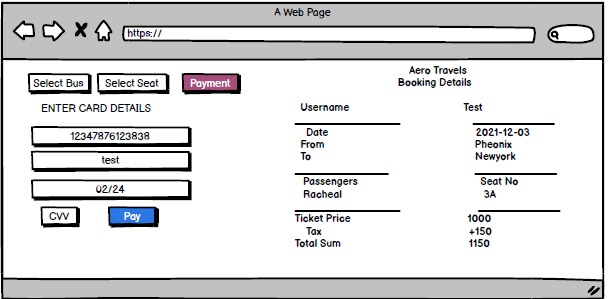 A Web Page
https://
Select Bus Select Seat Payment
ENTER CARD DETAILS
12347876123838
test
02/24
CVV Pay
Aero Travels
Booking Details
Username Test
Date 2021-12-03
From Pheonix
To Newyork
Passengers Seat No
Racheal 3A
Ticket Price 1000
Tax +150
Total Sum 1150